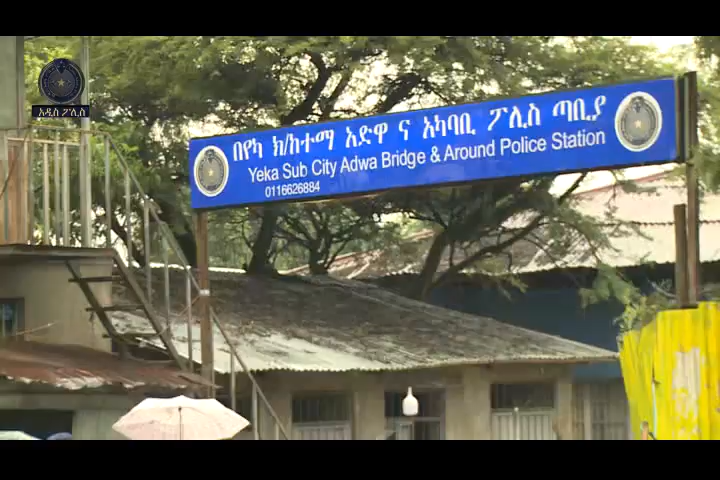 አዲስ ፖሊስ
በየካ ክ/ከተማ አድዋ ና አካባቢ ፖሊስ ጣቢያ
Yeka Sub City Adwa Bridge & Around Police Station
0116626884